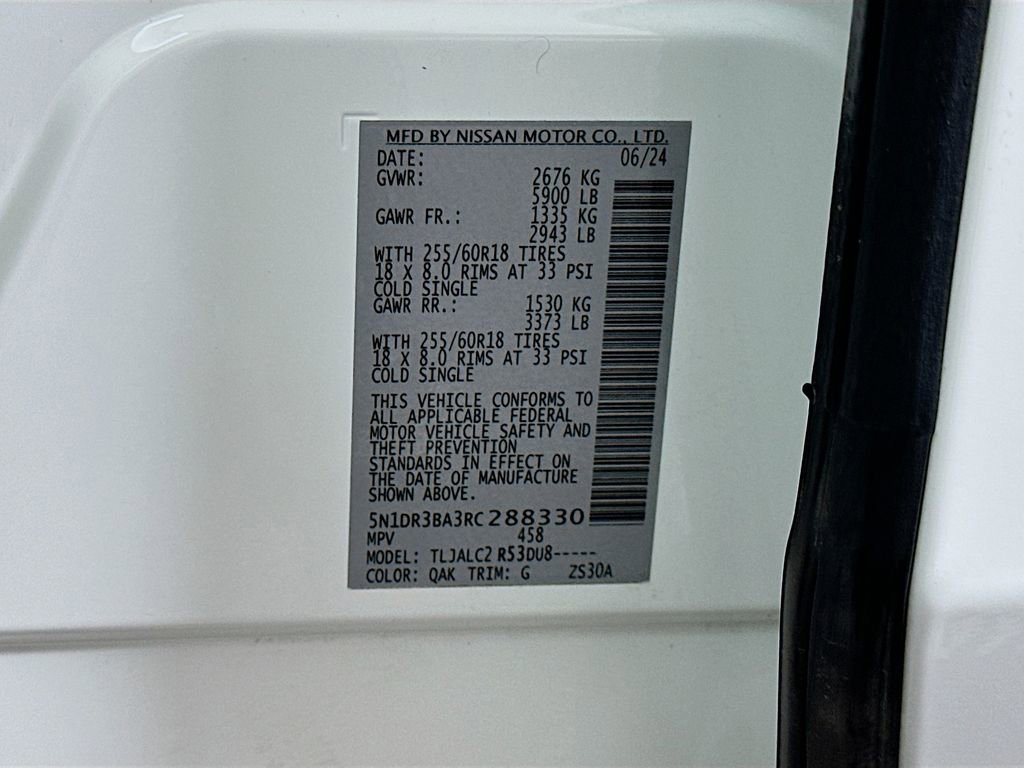 MFD BY NISSAN MOTOR CO., LTD.
DATE: 06/24
GVWR: 2676 KG
5900 LB
GAWR FR.: 1335 KG
2943 LB
WITH 255/60R18 TIRES
18 X 8.0 RIMS AT 33 PSI
COLD SINGLE
GAWR RR.: 1530 KG
3373 LB
WITH 255/60R18 TIRES
18 X 8.0 RIMS AT 33 PSI
COLD SINGLE
THIS VEHICLE CONFORMS TO
ALL APPLICABLE FEDERAL
MOTOR VEHICLE SAFETY AND
THEFT PREVENTION
STANDARDS IN EFFECT ON
THE DATE OF MANUFACTURE
SHOWN ABOVE.
5N1DR3BA3RC288330
MPV 458
MODEL: TLJALC2 R53DU8-----
COLOR: QAK TRIM: G ZS30A